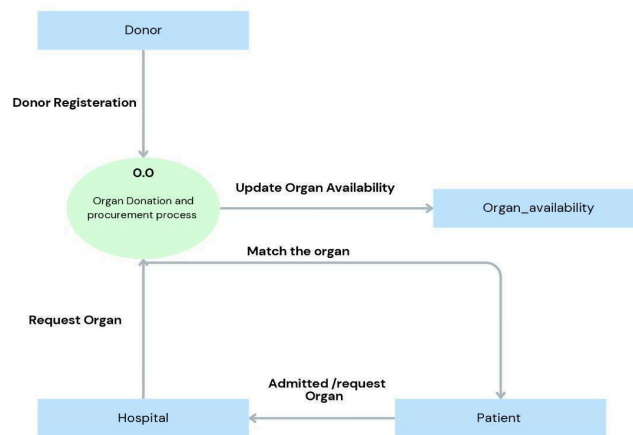 Donor
Donor Registeration
0.0
Organ Donation and
procurement process
Update Organ Availability
Organ_availability
Match the organ
Request Organ
Admitted /request
Organ
Hospital
Patient